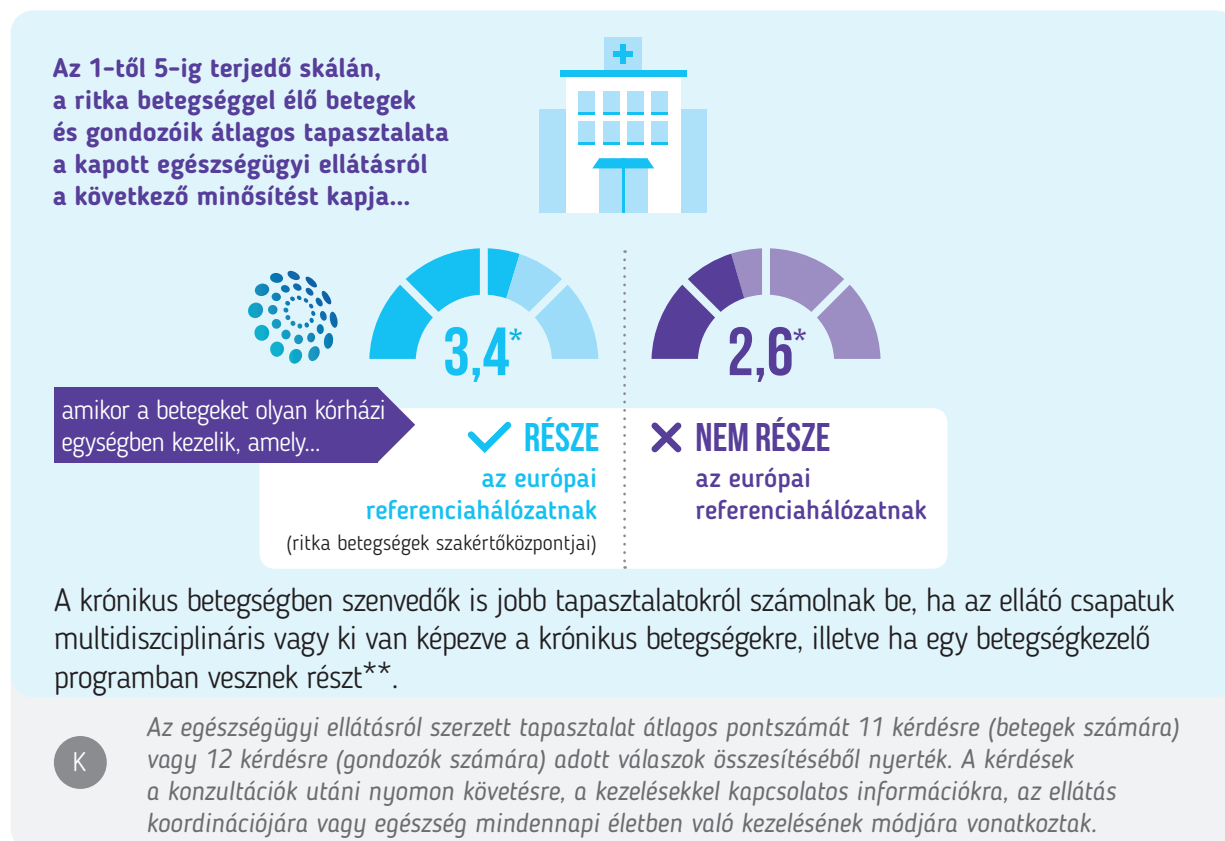 Az 1-től 5-ig terjedő skálán,
a ritka betegséggel élő betegek
és gondozóik átlagos tapasztalata
a kapott egészségügyi ellátásról
a következő minősítést kapja...
3,4*
2,6*
amikor a betegeket olyan kórházi
egységben kezelik, amely...
RÉSZE
az európai
referenciahálózatnak
(ritka betegségek szakértőközpontjai)
NEM RÉSZE
az európai
referenciahálózatnak
A krónikus betegségben szenvedők is jobb tapasztalatokról számolnak be, ha az ellátó csapatuk
multidiszciplináris vagy ki van képezve a krónikus betegségekre, illetve ha egy betegségkezelő
programban vesznek részt**.
K
Az egészségügyi ellátásról szerzett tapasztalat átlagos pontszámát 11 kérdésre (betegek számára)
vagy 12 kérdésre (gondozók számára) adott válaszok összesítéséből nyerték. A kérdések
a konzultációk utáni nyomon követésre, a kezelésekkel kapcsolatos információkra, az ellátás
koordinációjára vagy egészség mindennapi életben való kezelésének módjára vonatkoztak.